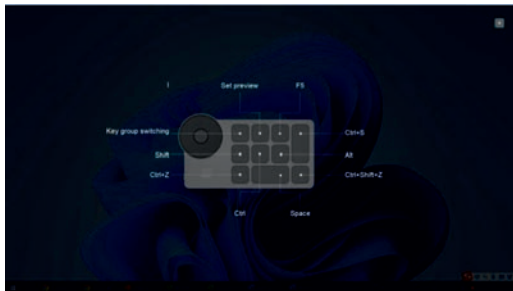 Set preview
F5
Key group switching
Ctrl+S
Shift
Alt
Ctrl+Z
Ctrl+Shift+Z
Ctrl
Space